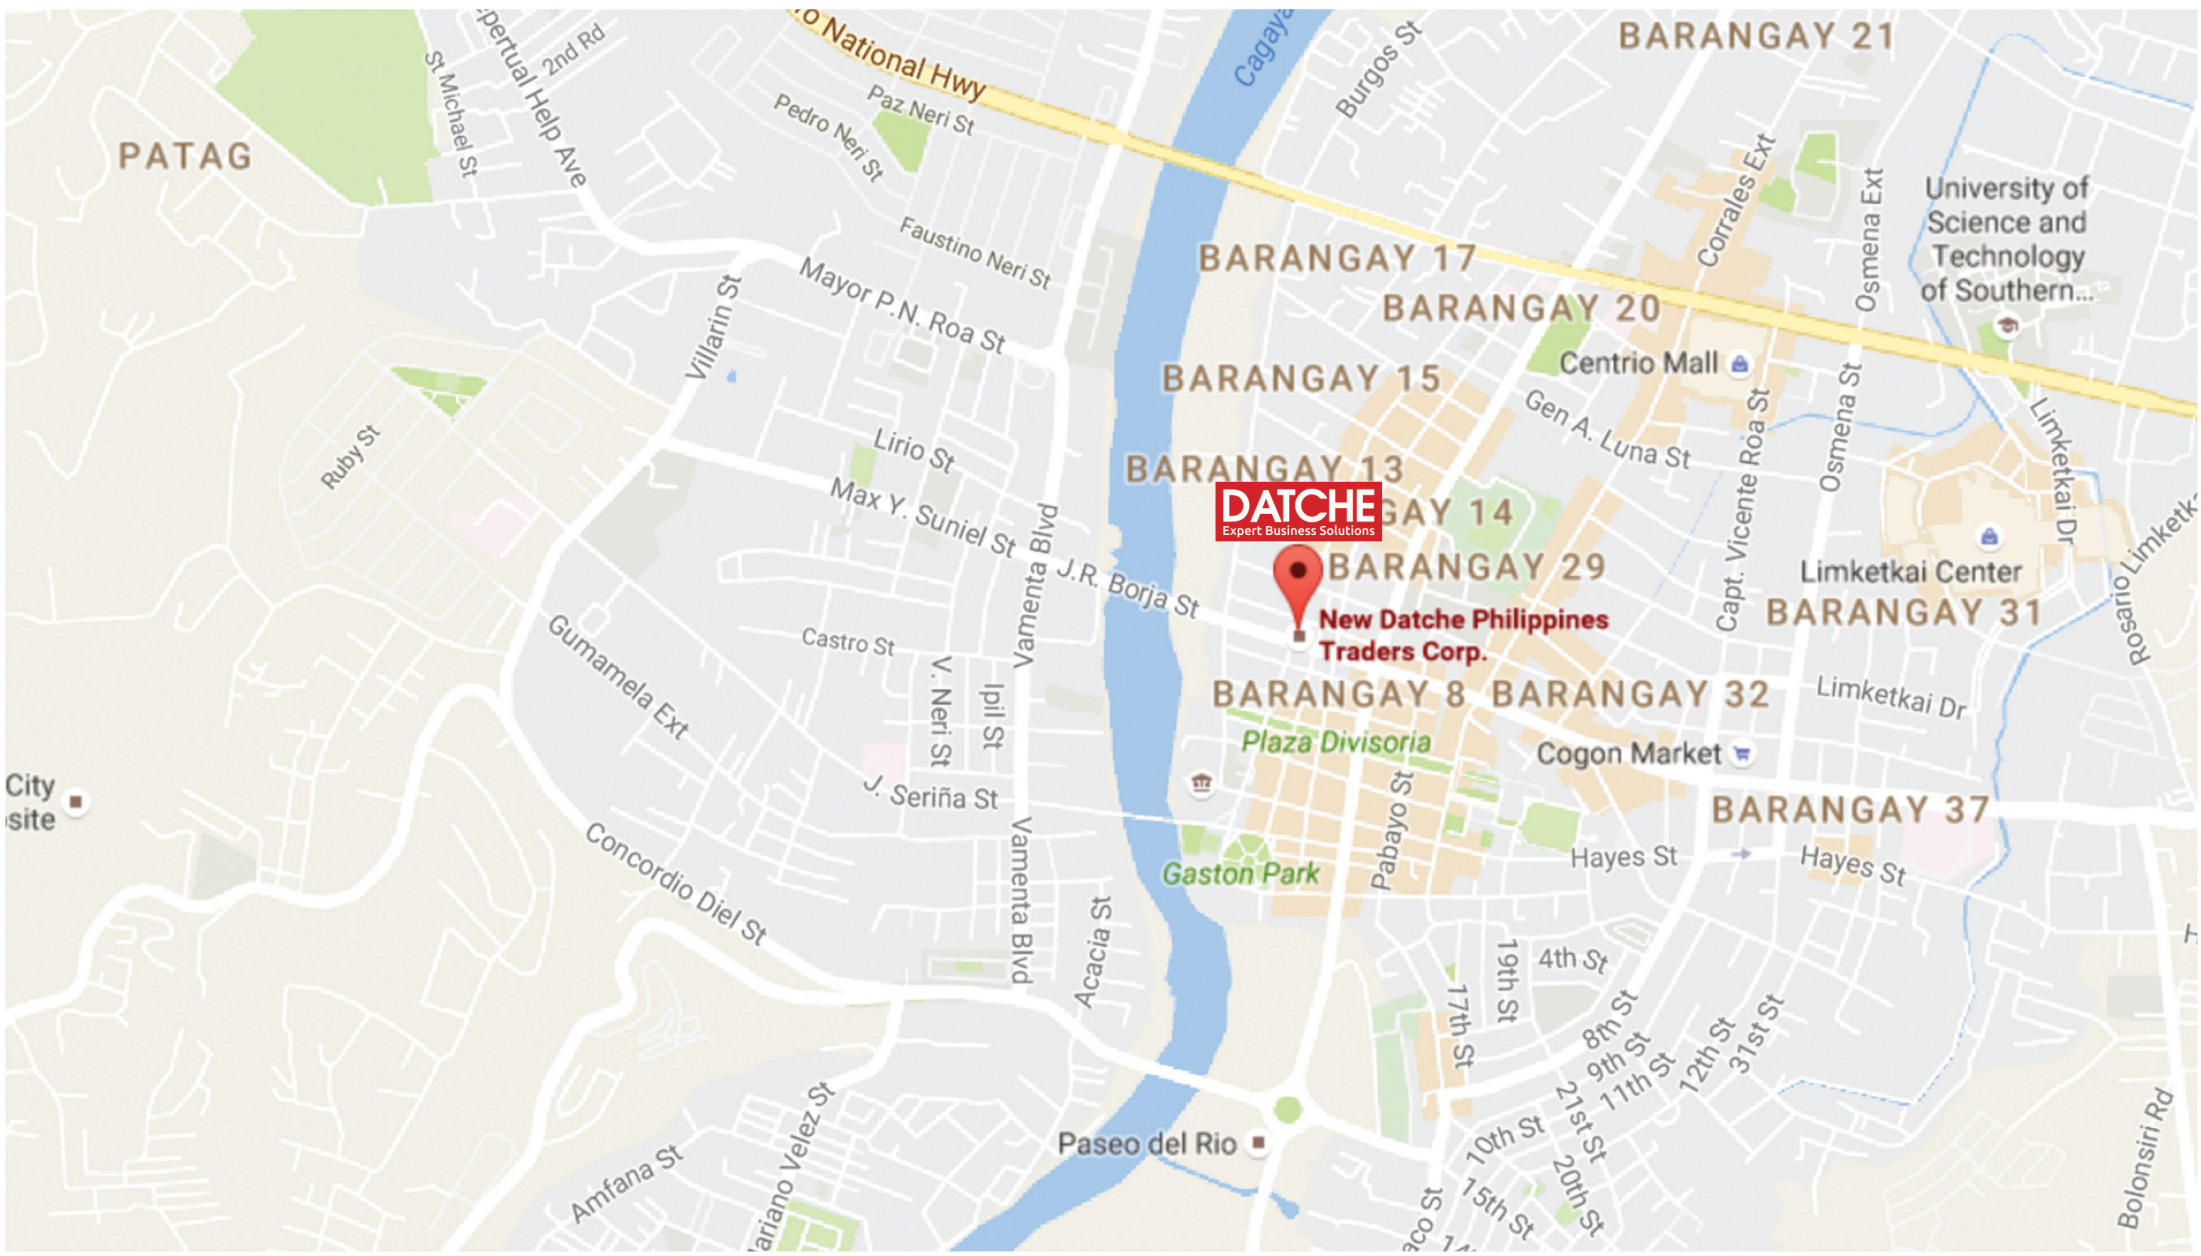 National Hwy
Cagaya
BARANGAY 21
St Michael St
epertual Help Ave
2nd Rd
Burgos St
Paz Neri St
Pedro Neri St
PATAG
Corrales Ext
Osmena Ext
University of
Science and
Technology
of Southern...
Faustino Neri St
BARANGAY 17
Mayor P.N. Roa St
Villarin St
BARANGAY 20
Centrio Mall
BARANGAY 15
Gen A. Luna St
Capt. Vicente Roa St
Osmena St
Limketkai Dr
Ruby St
Lirio St
BARANGAY 13
Max Y. Suniel St
DATCHE
Expert Business Solutions
GAY 14
Rosario Limketk
Vamenta Blvd
J.R. Borja St
BARANGAY 29
Limketkai Center
BARANGAY 31
New Datche Philippines
Traders Corp.
Gumamela Ext
Castro St
V. Neri St
Ipil St
BARANGAY 8
BARANGAY 32
Limketkai Dr
Plaza Divisoria
Cogon Market
City
site
J. Seriña St
Pabayo St
BARANGAY 37
Concordio Diel St
Vamenta Blvd
Gaston Park
Hayes St
Hayes St
Acacia St
19th St
4th St
17th St
8th St
9th St
11th St
12th St
31st St
21st St
10th St
Paseo del Rio
20th St
15th St
Amfana St
ariano Velez St
aco St
Bolonsiri Rd